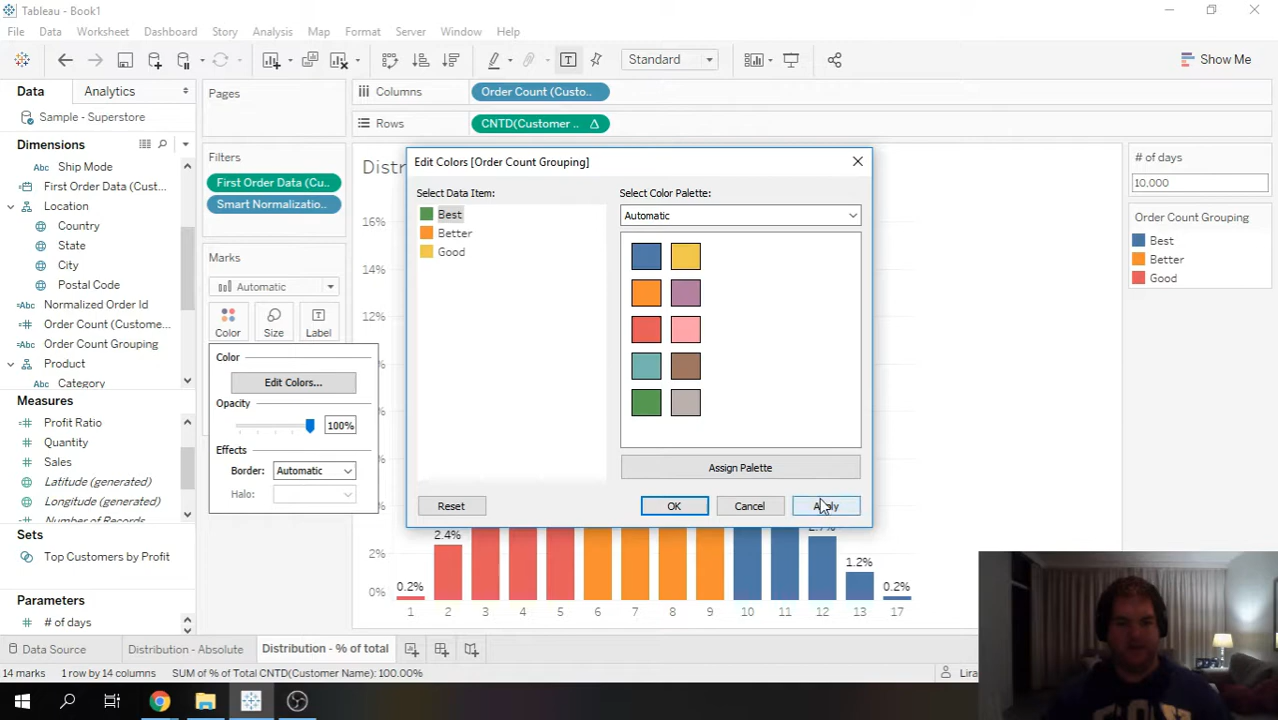 Tableau - Book1
File Data Worksheet Dashboard Story Analysis Map Format Server Window Help
Standard
Show Me
Data Analytics
Sample - Superstore
Dimensions
Abc Ship Mode
First Order Data (Cust...
Location
Country
State
City
Postal Code
Abc Normalized Order Id
Order Count (Custome...
Abc Order Count Grouping
Product
Abc Category
Measures
Profit Ratio
Quantity
Sales
Latitude (generated)
Longitude (generated)
Number of Records
Sets
Top Customers by Profit
Parameters
# of days
Pages
Filters
First Order Data (Cu..
Smart Normalizatio..
Marks
Automatic
Color Size Label
Color
Edit Colors...
Opacity
100%
Effects
Border: Automatic
Halo:
Columns Order Count (Custo..
Rows CNTD(Customer .. Δ
16%
14%
12%
2%
0%
0.2% 2.4% 1.2% 0.2%
1 2 3 4 5 6 7 8 9 10 11 12 13 17
Edit Colors [Order Count Grouping]
Select Data Item:
Best
Better
Good
Select Color Palette:
Automatic
Assign Palette
Reset OK Cancel Apply
# of days
10,000
Order Count Grouping
Best
Better
Good
Data Source Distribution - Absolute Distribution - % of total
14 marks 1 row by 14 columns SUM of % of Total CNTD(Customer Name): 100.00%